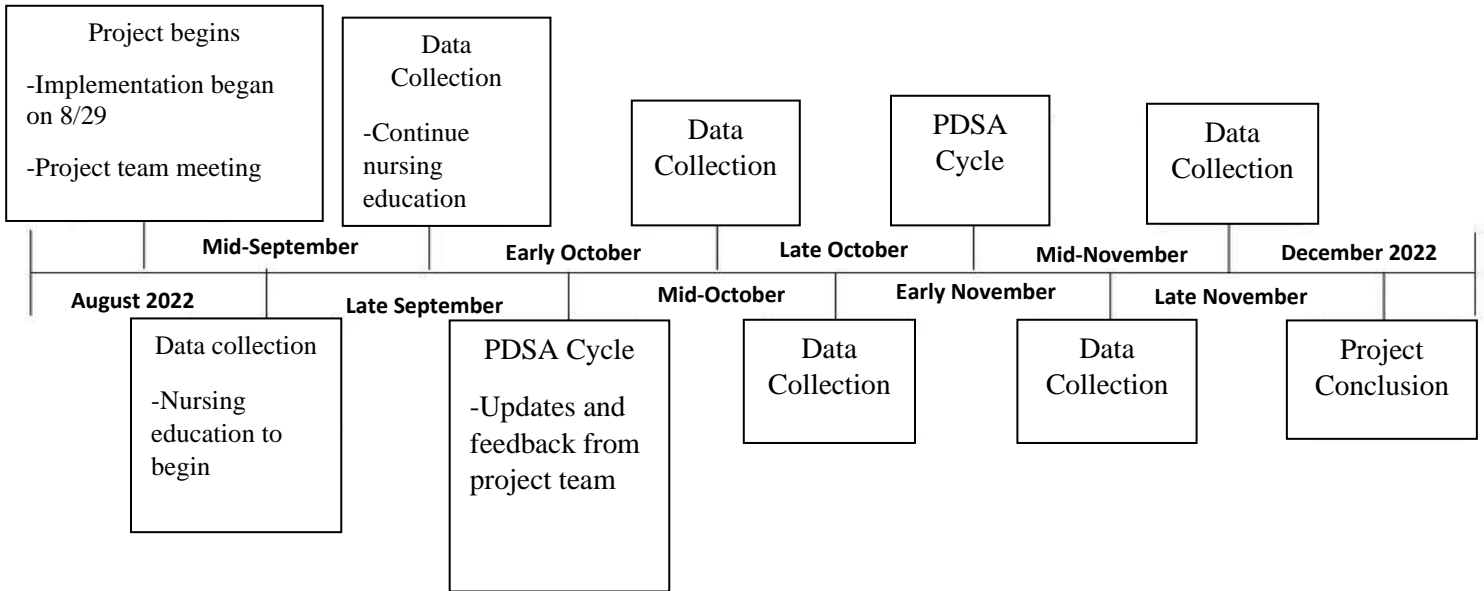 Project begins
-Implementation began
on 8/29
-Project team meeting
Data
Collection
-Continue
nursing
education
Data
Collection
PDSA
Cycle
Data
Collection
Mid-September
Early October
Late October
Mid-November
December 2022
August 2022
Late September
Mid-October
Early November
Late November
Data collection
-Nursing
education to
begin
PDSA Cycle
-Updates and
feedback from
project team
Data
Collection
Data
Collection
Project
Conclusion